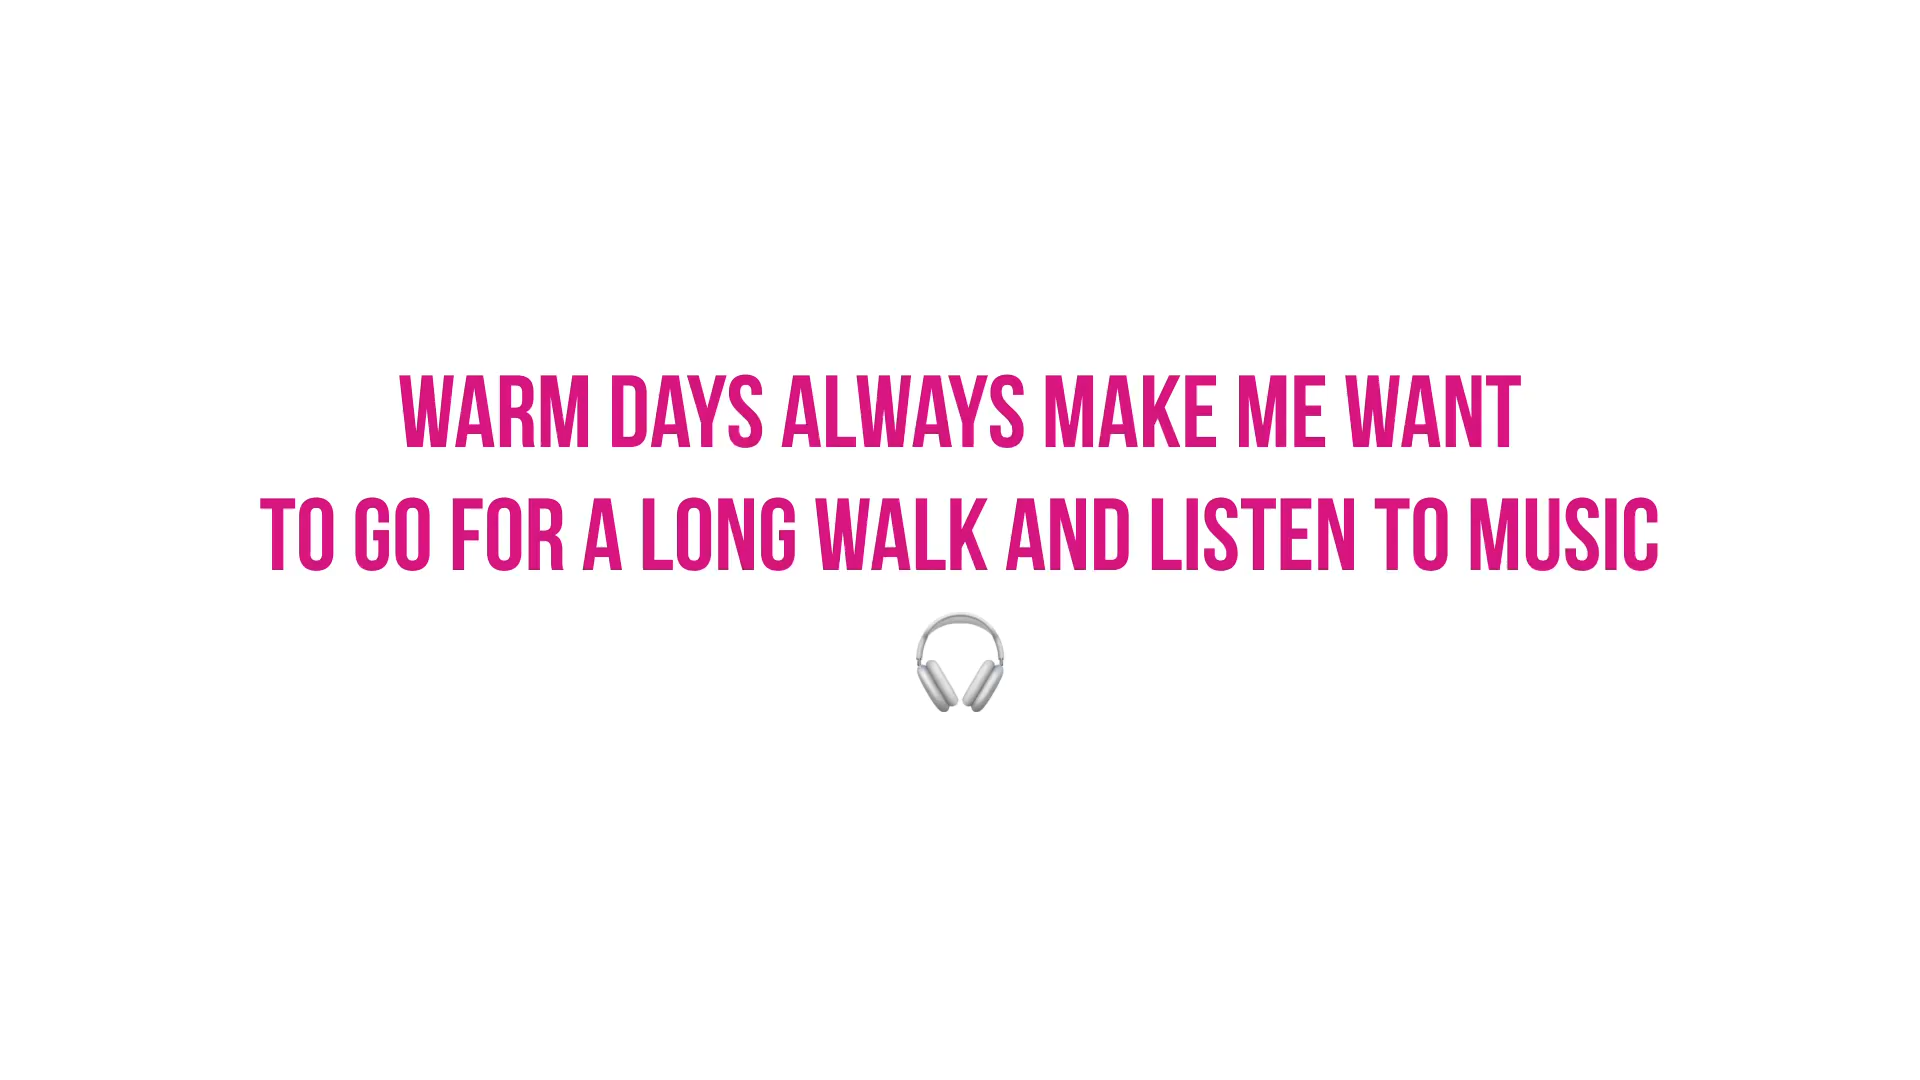 WARM DAYS ALWAYS MAKE ME WANT
TO GO FOR A LONG WALK AND LISTEN TO MUSIC
🎧